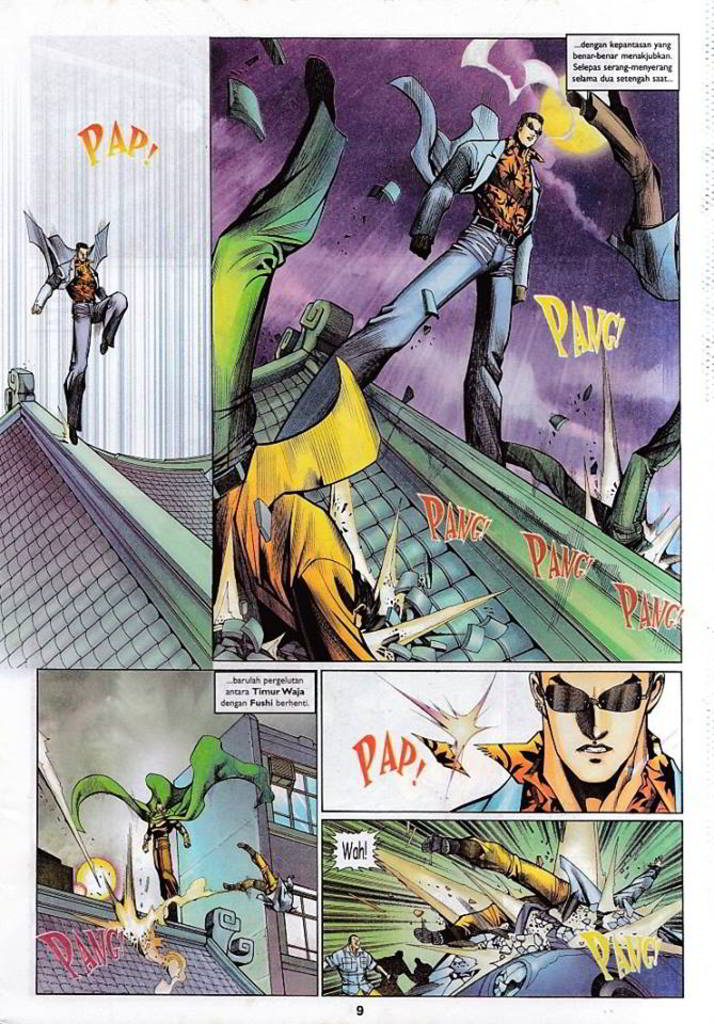 ...dengan kepantasan yang
benar-benar menakjubkan.
Selepas serang-menyerang
selama dua setengah saat...
PAP!
PANG!
PANG!
PANG!
PANG!
...barulah pergelutan
antara Timur Waja
dengan Fushi berhenti.
PANG!
PAP!
Wah!
PANG!
9